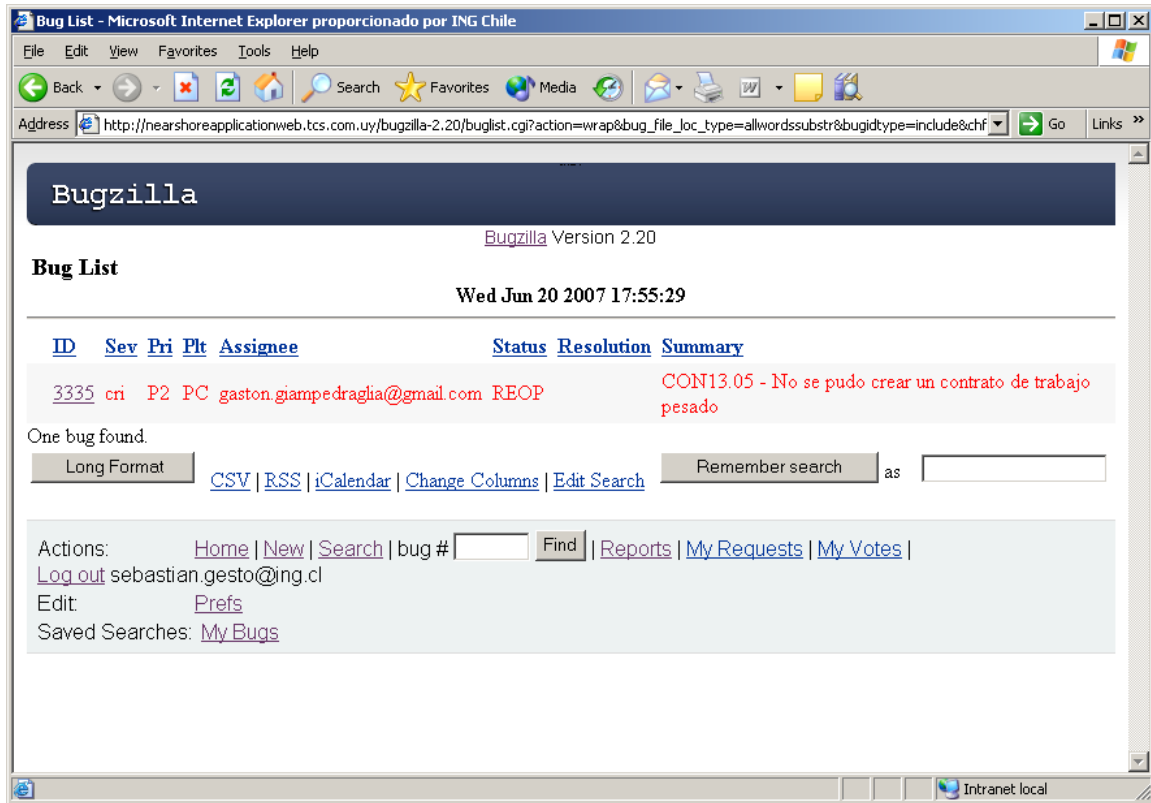 Bug List - Microsoft Internet Explorer proporcionado por ING Chile
File Edit View Favorites Tools Help
Back Search Favorites Media
Address http://nearshoreapplicationweb.tcs.com.uy/bugzilla-2.20/buglist.cgi?action=wrap&bug_file_loc_type=allwordssubstr&bugidtype=include&chf Go Links »
Bugzilla
Bugzilla Version 2.20
Bug List
Wed Jun 20 2007 17:55:29
ID Sev Pri Plt Assignee Status Resolution Summary
3335 cri P2 PC gaston.giampedraglia@gmail.com REOP CON13.05 - No se pudo crear un contrato de trabajo
pesado
One bug found.
Long Format CSV | RSS | iCalendar | Change Columns | Edit Search Remember search as
Actions: Home | New | Search | bug # Find | Reports | My Requests | My Votes |
Log out sebastian.gesto@ing.cl
Edit: Prefs
Saved Searches: My Bugs
Intranet local